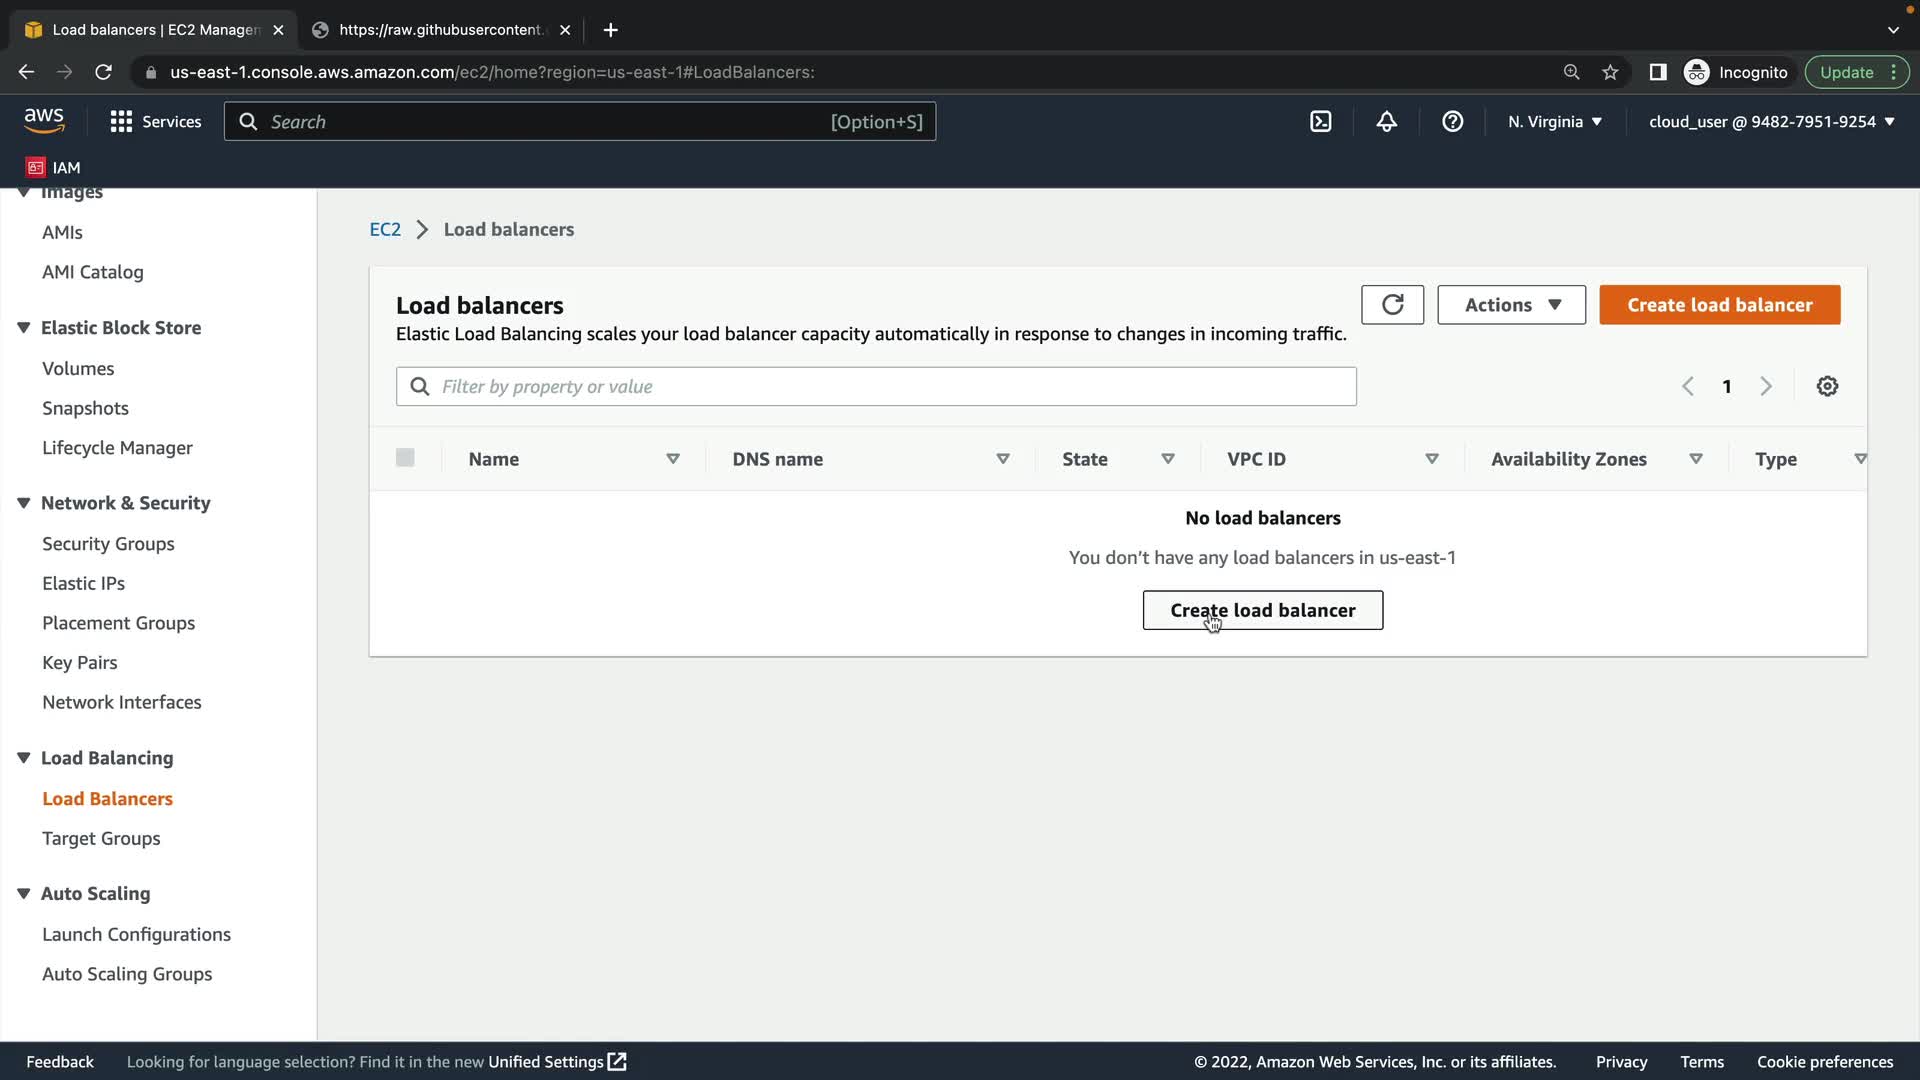 Load balancers | EC2 Managen
https://raw.githubusercontent.
us-east-1.console.aws.amazon.com/ec2/home?region=us-east-1#LoadBalancers:
Incognito
Update
aws
Services
Search
[Option+S]
N. Virginia
cloud_user @ 9482-7951-9254
IAM
Images
AMIs
AMI Catalog
Elastic Block Store
Volumes
Snapshots
Lifecycle Manager
Network & Security
Security Groups
Elastic IPs
Placement Groups
Key Pairs
Network Interfaces
Load Balancing
Load Balancers
Target Groups
Auto Scaling
Launch Configurations
Auto Scaling Groups
EC2
Load balancers
Load balancers
Elastic Load Balancing scales your load balancer capacity automatically in response to changes in incoming traffic.
Actions
Create load balancer
Filter by property or value
1
Name
DNS name
State
VPC ID
Availability Zones
Type
No load balancers
You don't have any load balancers in us-east-1
Create load balancer
Feedback
Looking for language selection? Find it in the new Unified Settings
© 2022, Amazon Web Services, Inc. or its affiliates.
Privacy
Terms
Cookie preferences